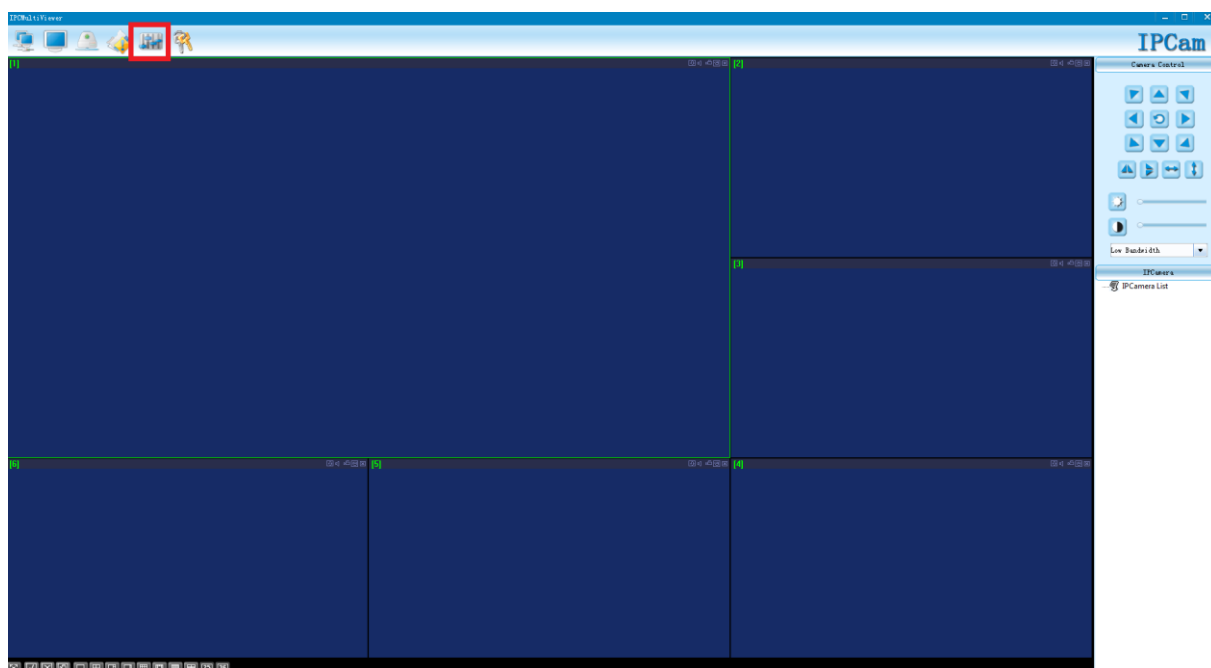 IPCMultiViewer
IPCam
[1]
[2]
Camera Control
Low Bandwidth
[3]
IPCamera
IPCamera List
[6]
[5]
[4]